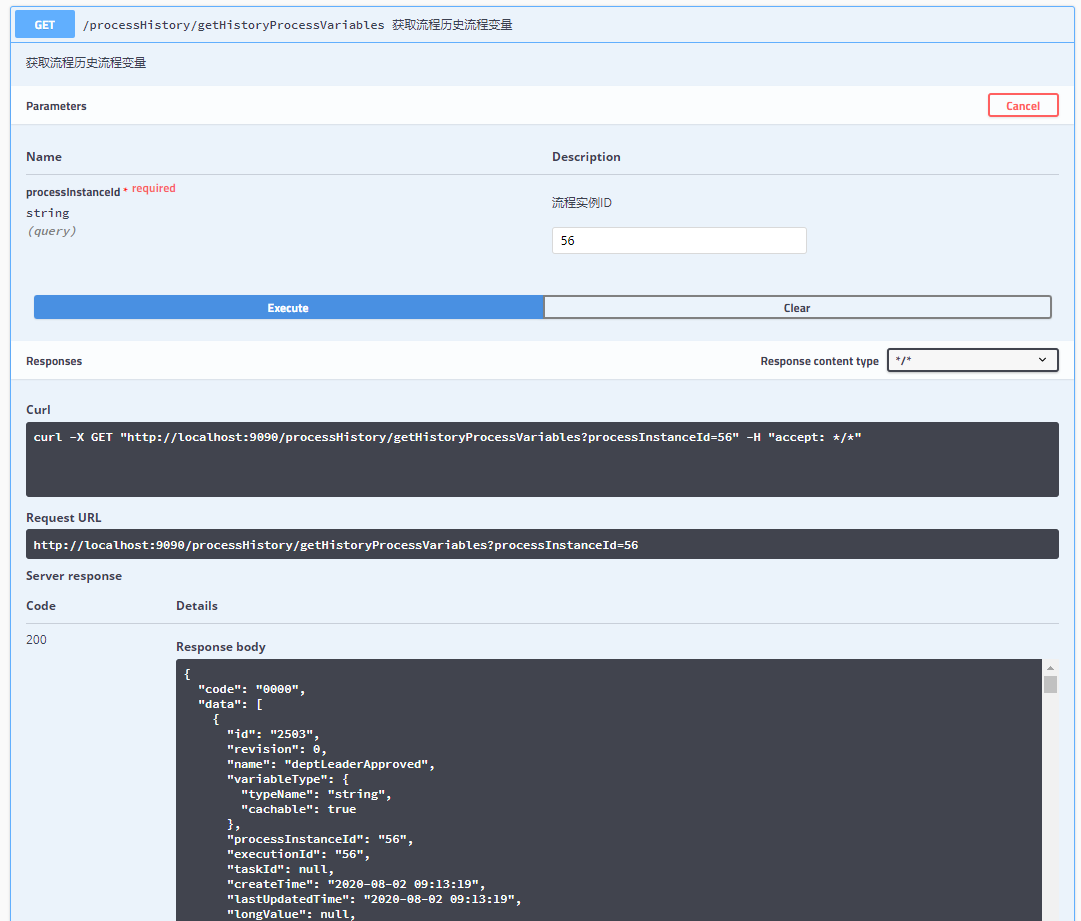 GET /processHistory/getHistoryProcessVariables 获取流程历史流程变量
获取流程历史流程变量
Parameters
Cancel
Name Description
processInstanceId * required
string
(query)
流程实例ID
56
Execute Clear
Responses
Response content type */*
Curl
curl -X GET "http://localhost:9090/processHistory/getHistoryProcessVariables?processInstanceId=56" -H "accept: */*"
Request URL
http://localhost:9090/processHistory/getHistoryProcessVariables?processInstanceId=56
Server response
Code Details
200
Response body
{
  "code": "0000",
  "data": [
    {
      "id": "2503",
      "revision": 0,
      "name": "deptLeaderApproved",
      "variableType": {
        "typeName": "string",
        "cachable": true
      },
      "processInstanceId": "56",
      "executionId": "56",
      "taskId": null,
      "createTime": "2020-08-02 09:13:19",
      "lastUpdatedTime": "2020-08-02 09:13:19",
      "longValue": null,